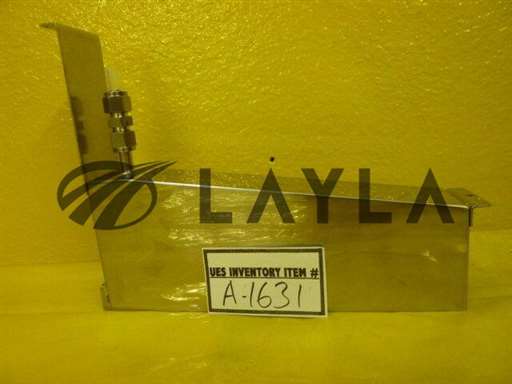 LAYLA
UES INVENTORY ITEM #
A-1631